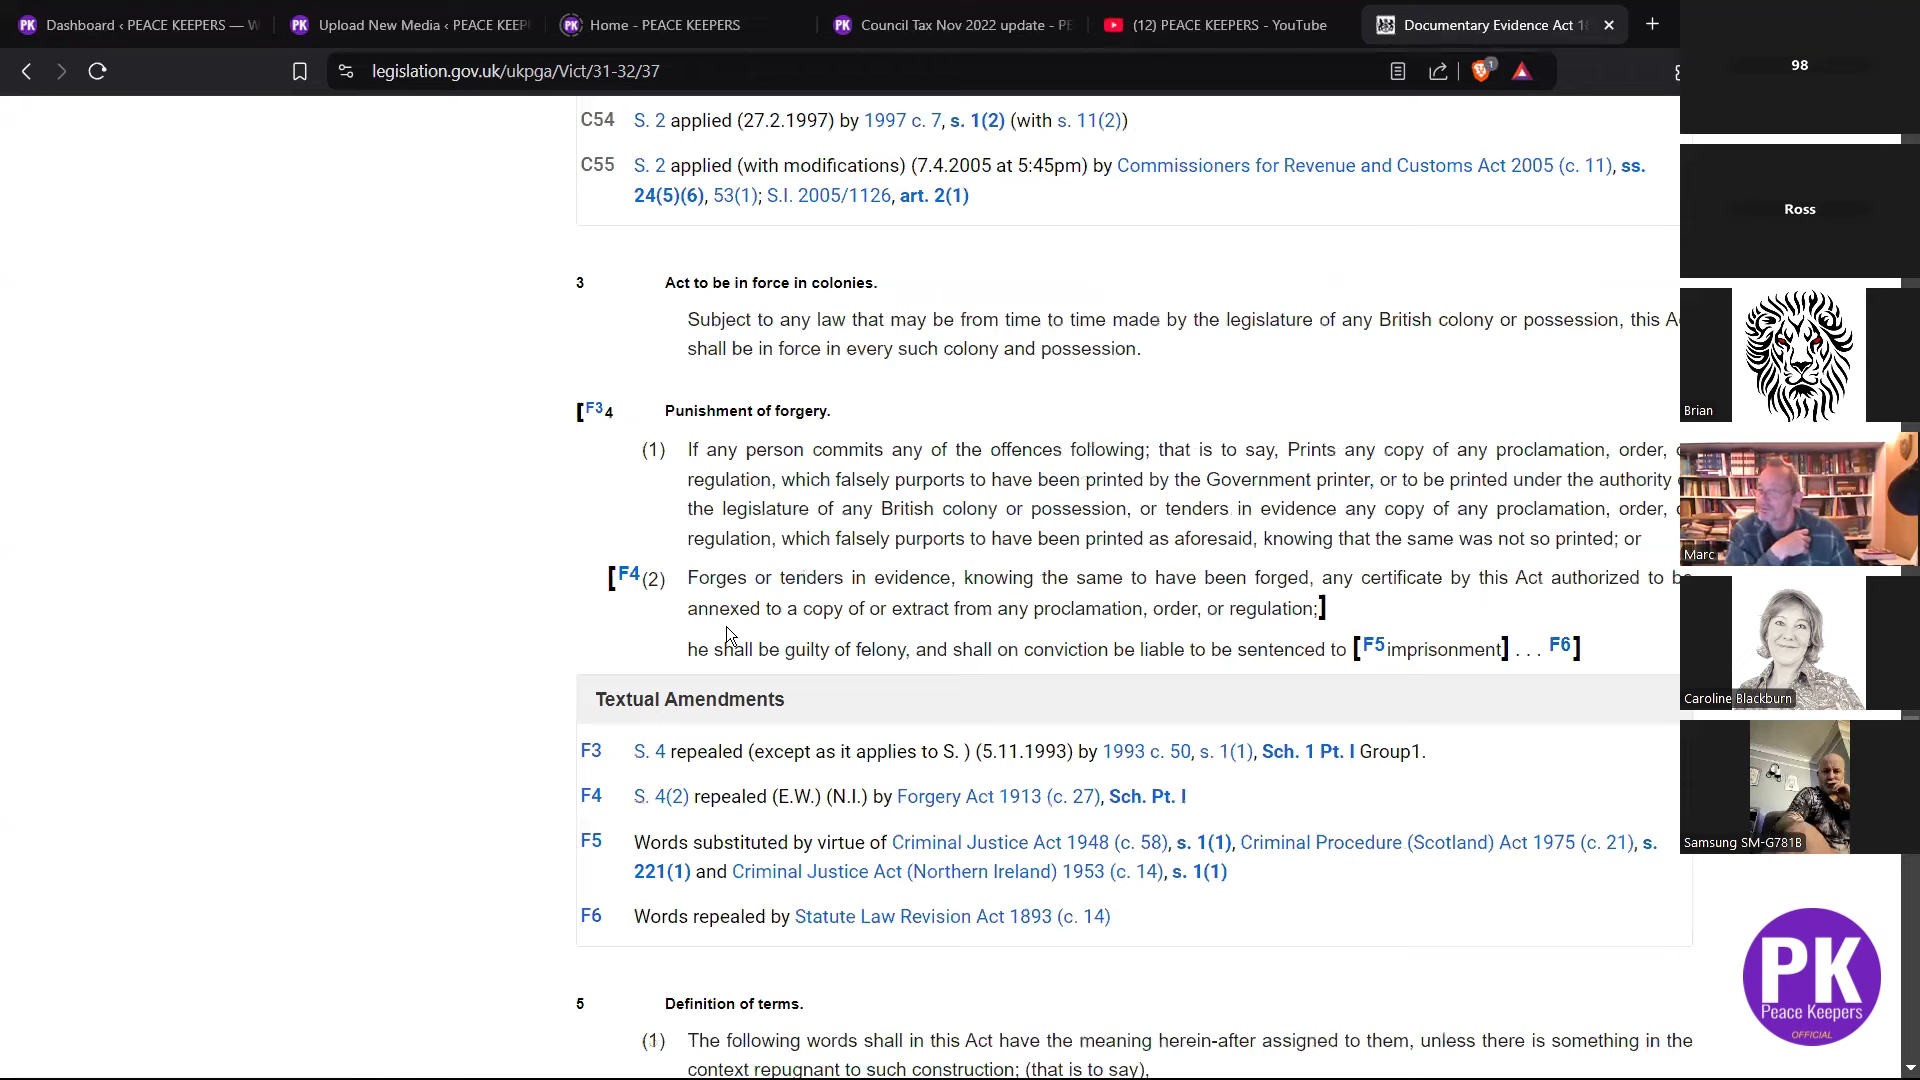 Dashboard ‹ PEACE KEEPERS — W
Upload New Media ‹ PEACE KEEP
Home - PEACE KEEPERS
Council Tax Nov 2022 update - PE
(12) PEACE KEEPERS - YouTube
Documentary Evidence Act 18
legislation.gov.uk/ukpga/Vict/31-32/37
1
C54 S. 2 applied (27.2.1997) by 1997 c. 7, s. 1(2) (with s. 11(2))
C55 S. 2 applied (with modifications) (7.4.2005 at 5:45pm) by Commissioners for Revenue and Customs Act 2005 (c. 11), ss.
24(5)(6), 53(1); S.I. 2005/1126, art. 2(1)
3 Act to be in force in colonies.
Subject to any law that may be from time to time made by the legislature of any British colony or possession, this A
shall be in force in every such colony and possession.
[F3 4 Punishment of forgery.
(1) If any person commits any of the offences following; that is to say, Prints any copy of any proclamation, order,
regulation, which falsely purports to have been printed by the Government printer, or to be printed under the authority
the legislature of any British colony or possession, or tenders in evidence any copy of any proclamation, order,
regulation, which falsely purports to have been printed as aforesaid, knowing that the same was not so printed; or
[F4 (2) Forges or tenders in evidence, knowing the same to have been forged, any certificate by this Act authorized to be
annexed to a copy of or extract from any proclamation, order, or regulation;]
he shall be guilty of felony, and shall on conviction be liable to be sentenced to [F5 imprisonment] . . . F6]
Textual Amendments
F3 S. 4 repealed (except as it applies to S. ) (5.11.1993) by 1993 c. 50, s. 1(1), Sch. 1 Pt. I Group1.
F4 S. 4(2) repealed (E.W.) (N.I.) by Forgery Act 1913 (c. 27), Sch. Pt. I
F5 Words substituted by virtue of Criminal Justice Act 1948 (c. 58), s. 1(1), Criminal Procedure (Scotland) Act 1975 (c. 21), s.
221(1) and Criminal Justice Act (Northern Ireland) 1953 (c. 14), s. 1(1)
F6 Words repealed by Statute Law Revision Act 1893 (c. 14)
5 Definition of terms.
(1) The following words shall in this Act have the meaning herein-after assigned to them, unless there is something in the
context repugnant to such construction; (that is to say),
98
Ross
Brian
Marc
Caroline Blackburn
Samsung SM-G781B
PK
Peace Keepers
OFFICIAL